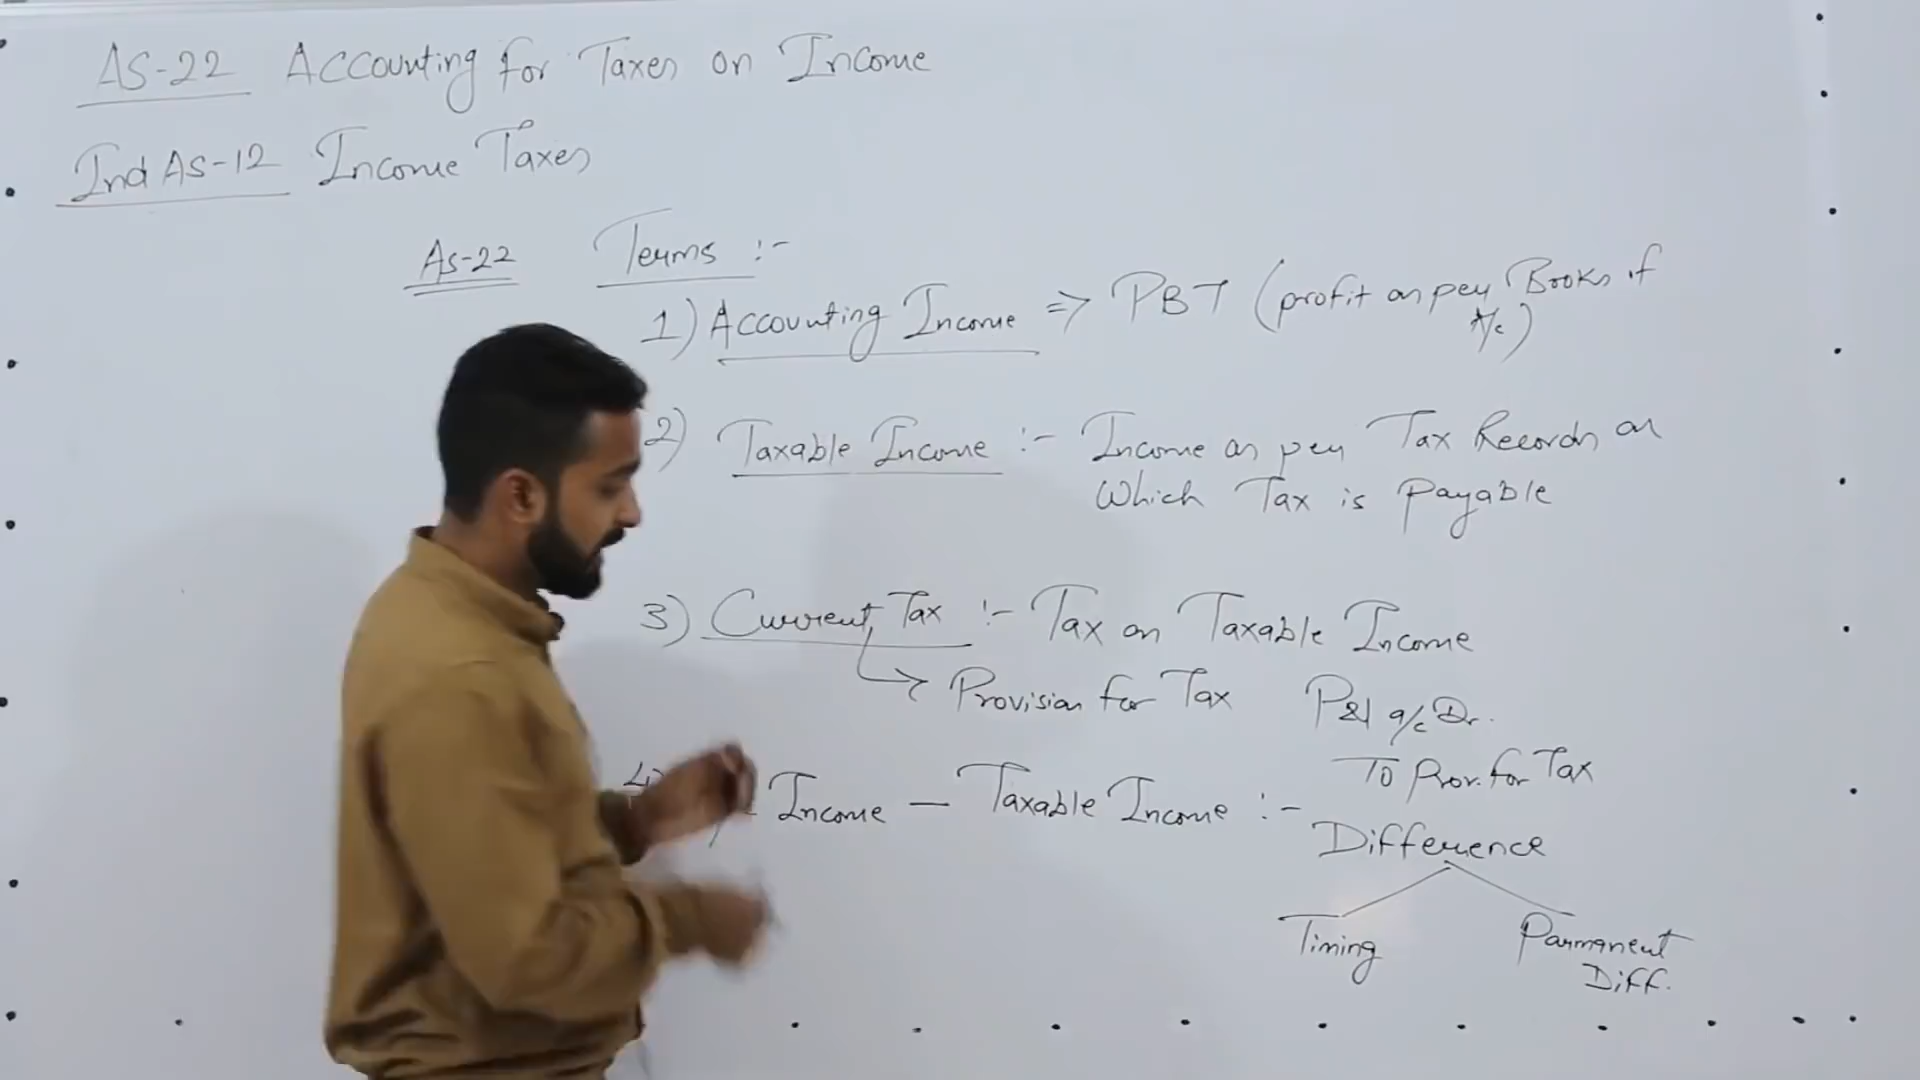 AS-22 Accounting for Taxes on Income
Ind AS-12 Income Taxes
AS-22 Terms :-
1) Accounting Income => PBT (profit as per Books of
A/c)
2) Taxable Income :- Income as per Tax Records on
Which Tax is Payable
3) Current Tax :- Tax on Taxable Income
Provision for Tax P&L a/c Dr.
To Prov. for Tax
4) Income - Taxable Income :-
Difference
Timing Parmanent
Diff.